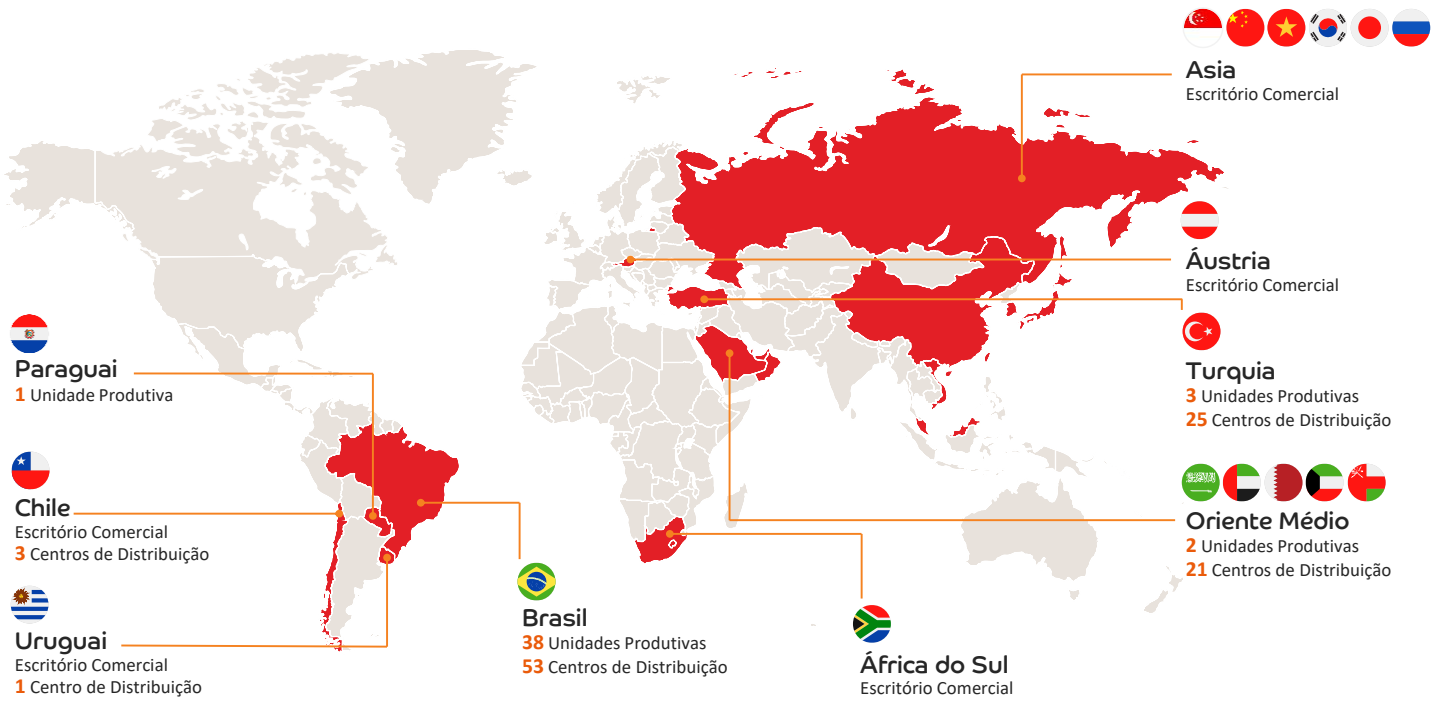 Asia
Escritório Comercial
Áustria
Escritório Comercial
Turquia
3 Unidades Produtivas
25 Centros de Distribuição
Oriente Médio
2 Unidades Produtivas
21 Centros de Distribuição
Paraguai
1 Unidade Produtiva
Chile
Escritório Comercial
3 Centros de Distribuição
Uruguai
Escritório Comercial
1 Centro de Distribuição
Brasil
38 Unidades Produtivas
53 Centros de Distribuição
África do Sul
Escritório Comercial